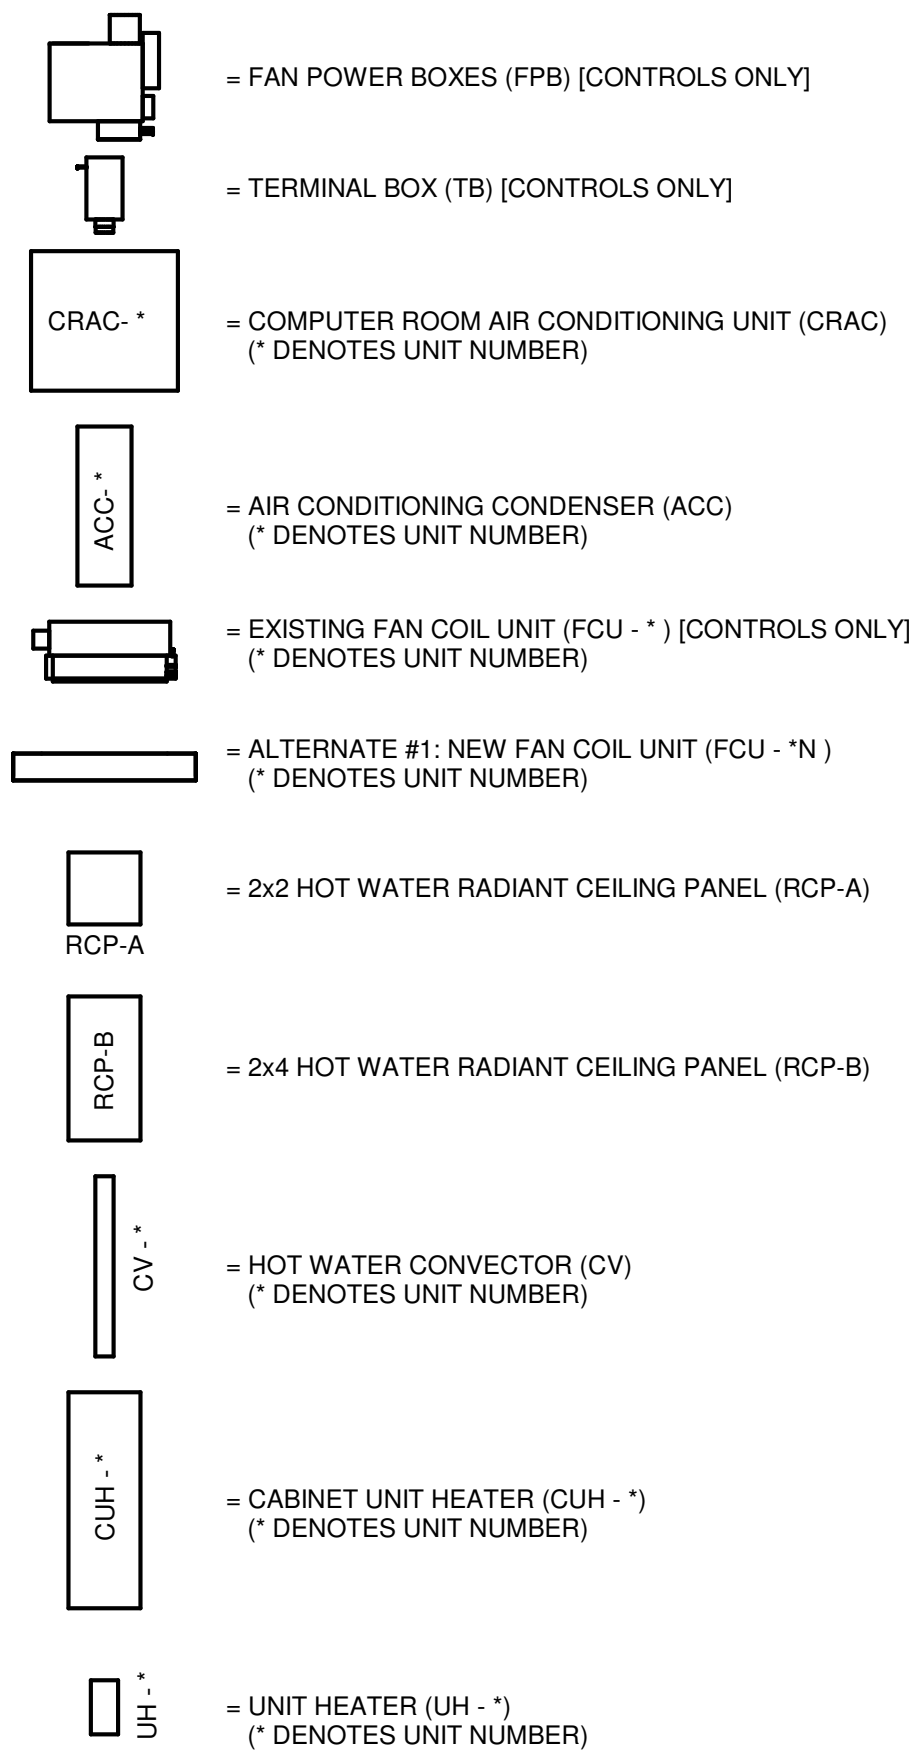 = FAN POWER BOXES (FPB) [CONTROLS ONLY]
= TERMINAL BOX (TB) [CONTROLS ONLY]
CRAC- *
= COMPUTER ROOM AIR CONDITIONING UNIT (CRAC)
(* DENOTES UNIT NUMBER)
ACC- *
= AIR CONDITIONING CONDENSER (ACC)
(* DENOTES UNIT NUMBER)
= EXISTING FAN COIL UNIT (FCU - * ) [CONTROLS ONLY]
(* DENOTES UNIT NUMBER)
= ALTERNATE #1: NEW FAN COIL UNIT (FCU - *N )
(* DENOTES UNIT NUMBER)
= 2x2 HOT WATER RADIANT CEILING PANEL (RCP-A)
RCP-A
RCP-B
= 2x4 HOT WATER RADIANT CEILING PANEL (RCP-B)
CV - *
= HOT WATER CONVECTOR (CV)
(* DENOTES UNIT NUMBER)
CUH - *
= CABINET UNIT HEATER (CUH - *)
(* DENOTES UNIT NUMBER)
UH - *
= UNIT HEATER (UH - *)
(* DENOTES UNIT NUMBER)